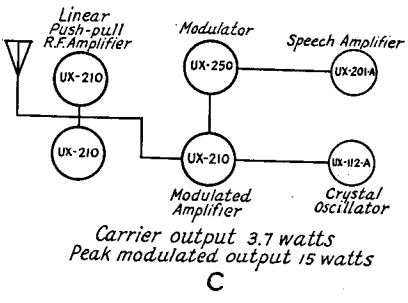 Linear
Push-pull
R.F. Amplifier
UX-210
UX-210
Modulator
UX-250
Speech Amplifier
UX-201-A
UX-210
Modulated
Amplifier
UX-112-A
Crystal
Oscillator
Carrier output 3.7 watts
Peak modulated output 15 watts
C